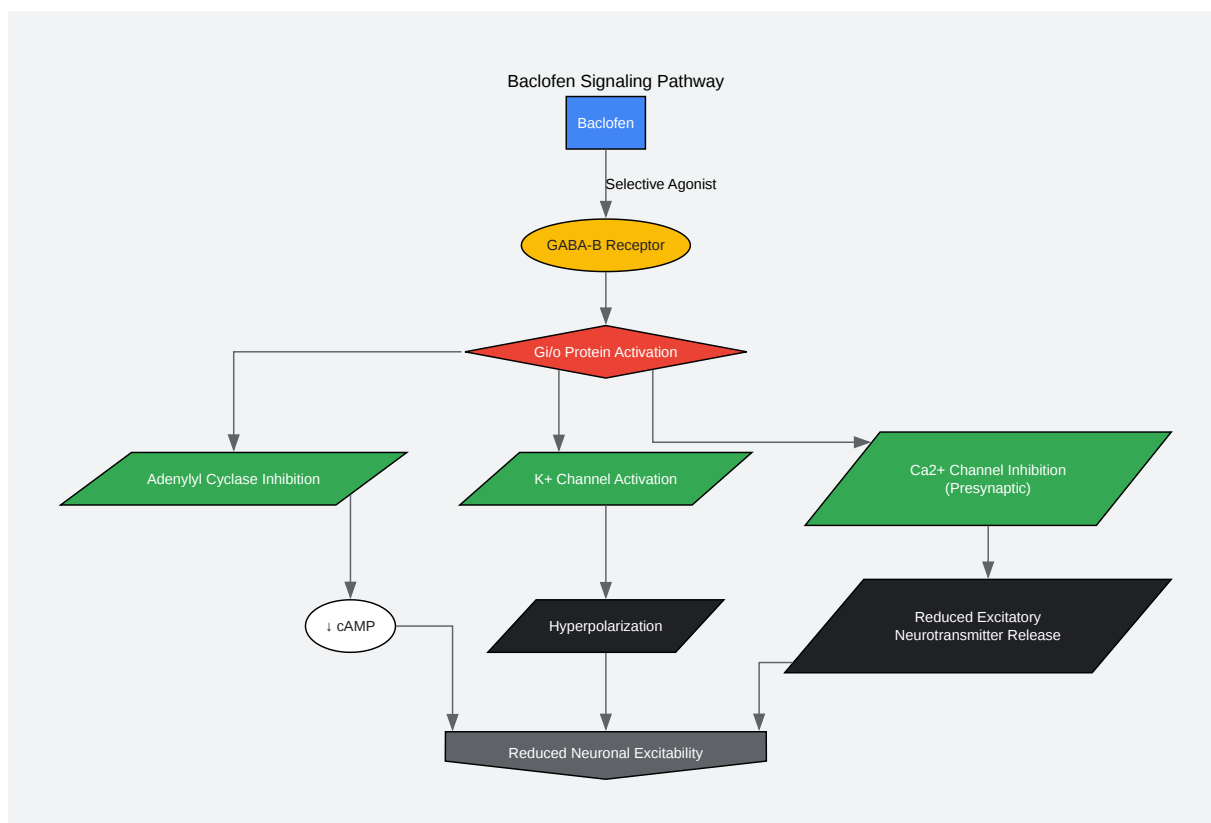 Baclofen Signaling Pathway
Baclofen
Selective Agonist
GABA-B Receptor
Gi/o Protein Activation
Adenylyl Cyclase Inhibition
K+ Channel Activation
Ca2+ Channel Inhibition
(Presynaptic)
↓ cAMP
Hyperpolarization
Reduced Excitatory
Neurotransmitter Release
Reduced Neuronal Excitability